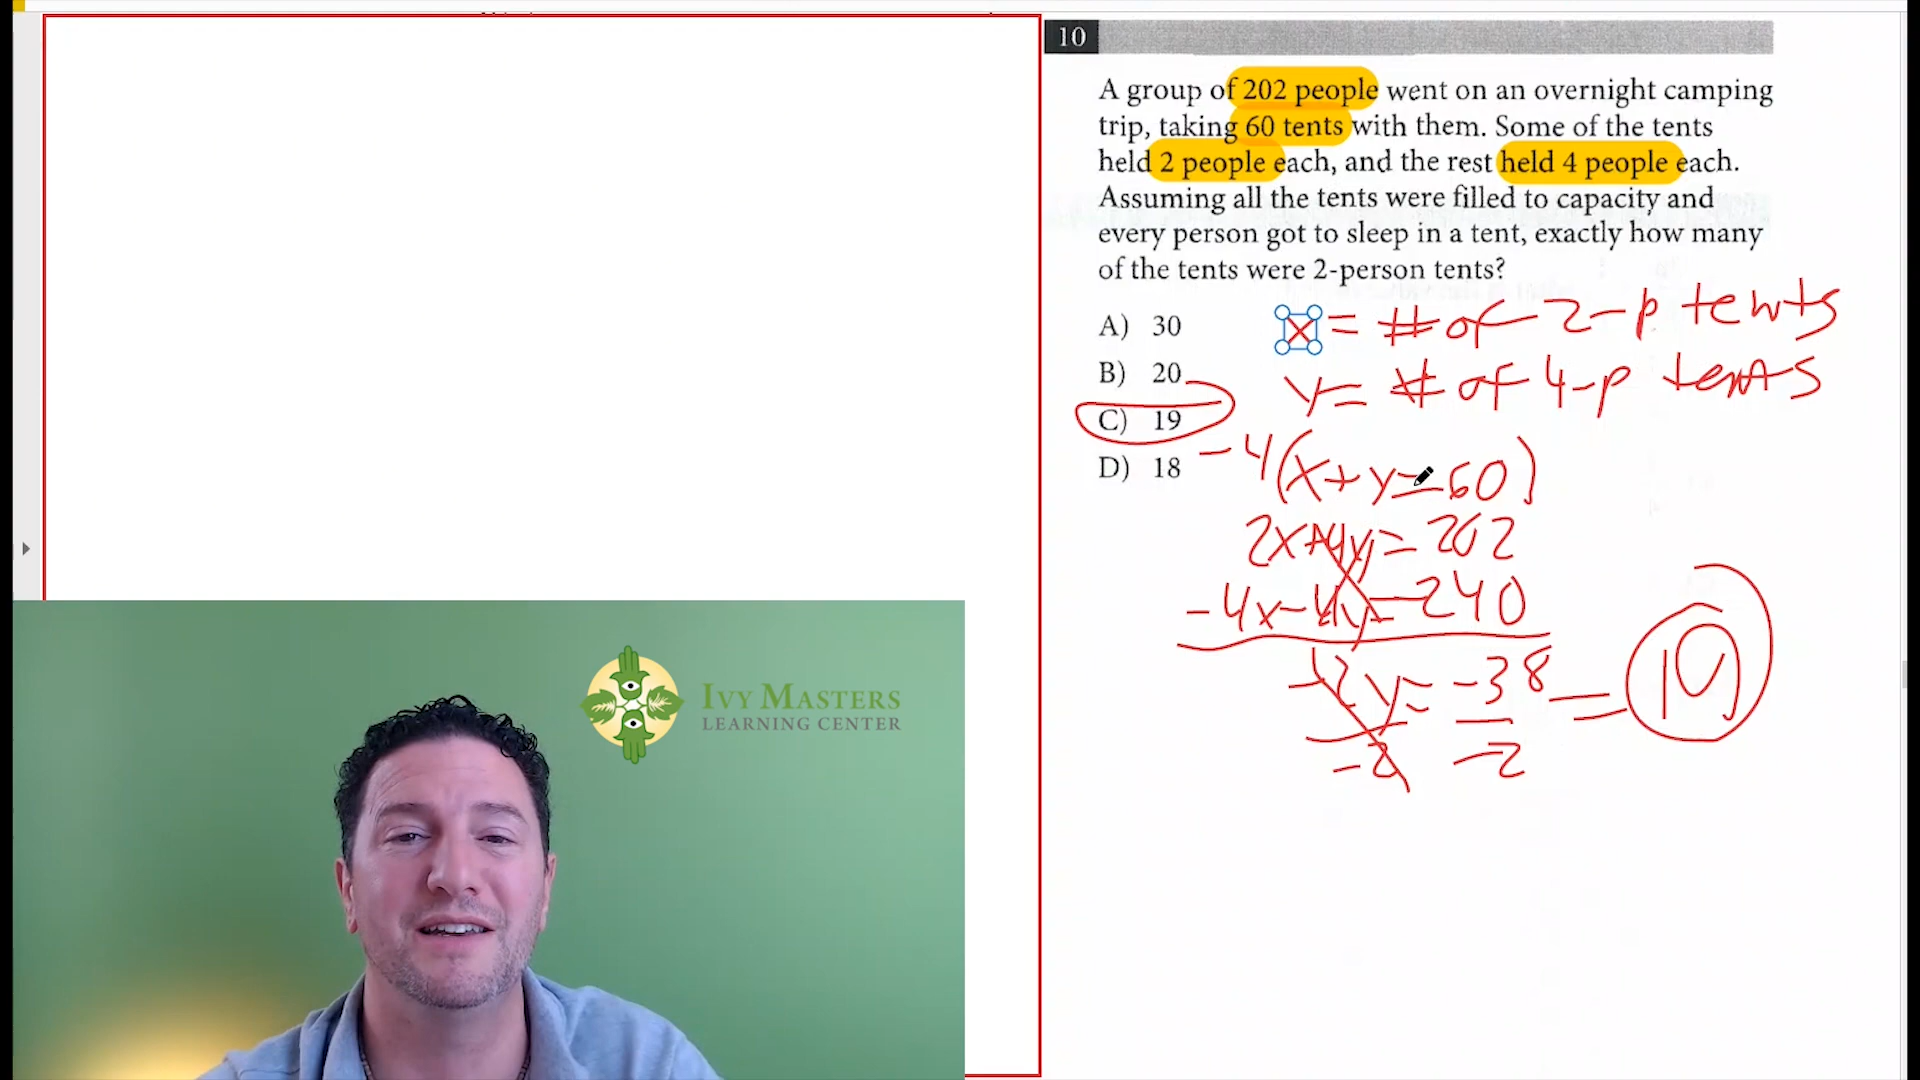 10
A group of 202 people went on an overnight camping
trip, taking 60 tents with them. Some of the tents
held 2 people each, and the rest held 4 people each.
Assuming all the tents were filled to capacity and
every person got to sleep in a tent, exactly how many
of the tents were 2-person tents?
A) 30
B) 20
C) 19
D) 18
x = # of 2-p tents
y = # of 4-p tents
-4(x+y=60)
2x+4y=202
-4x-4y=-240
-2y=-38
-2 -2
=19
IVY MASTERS
LEARNING CENTER